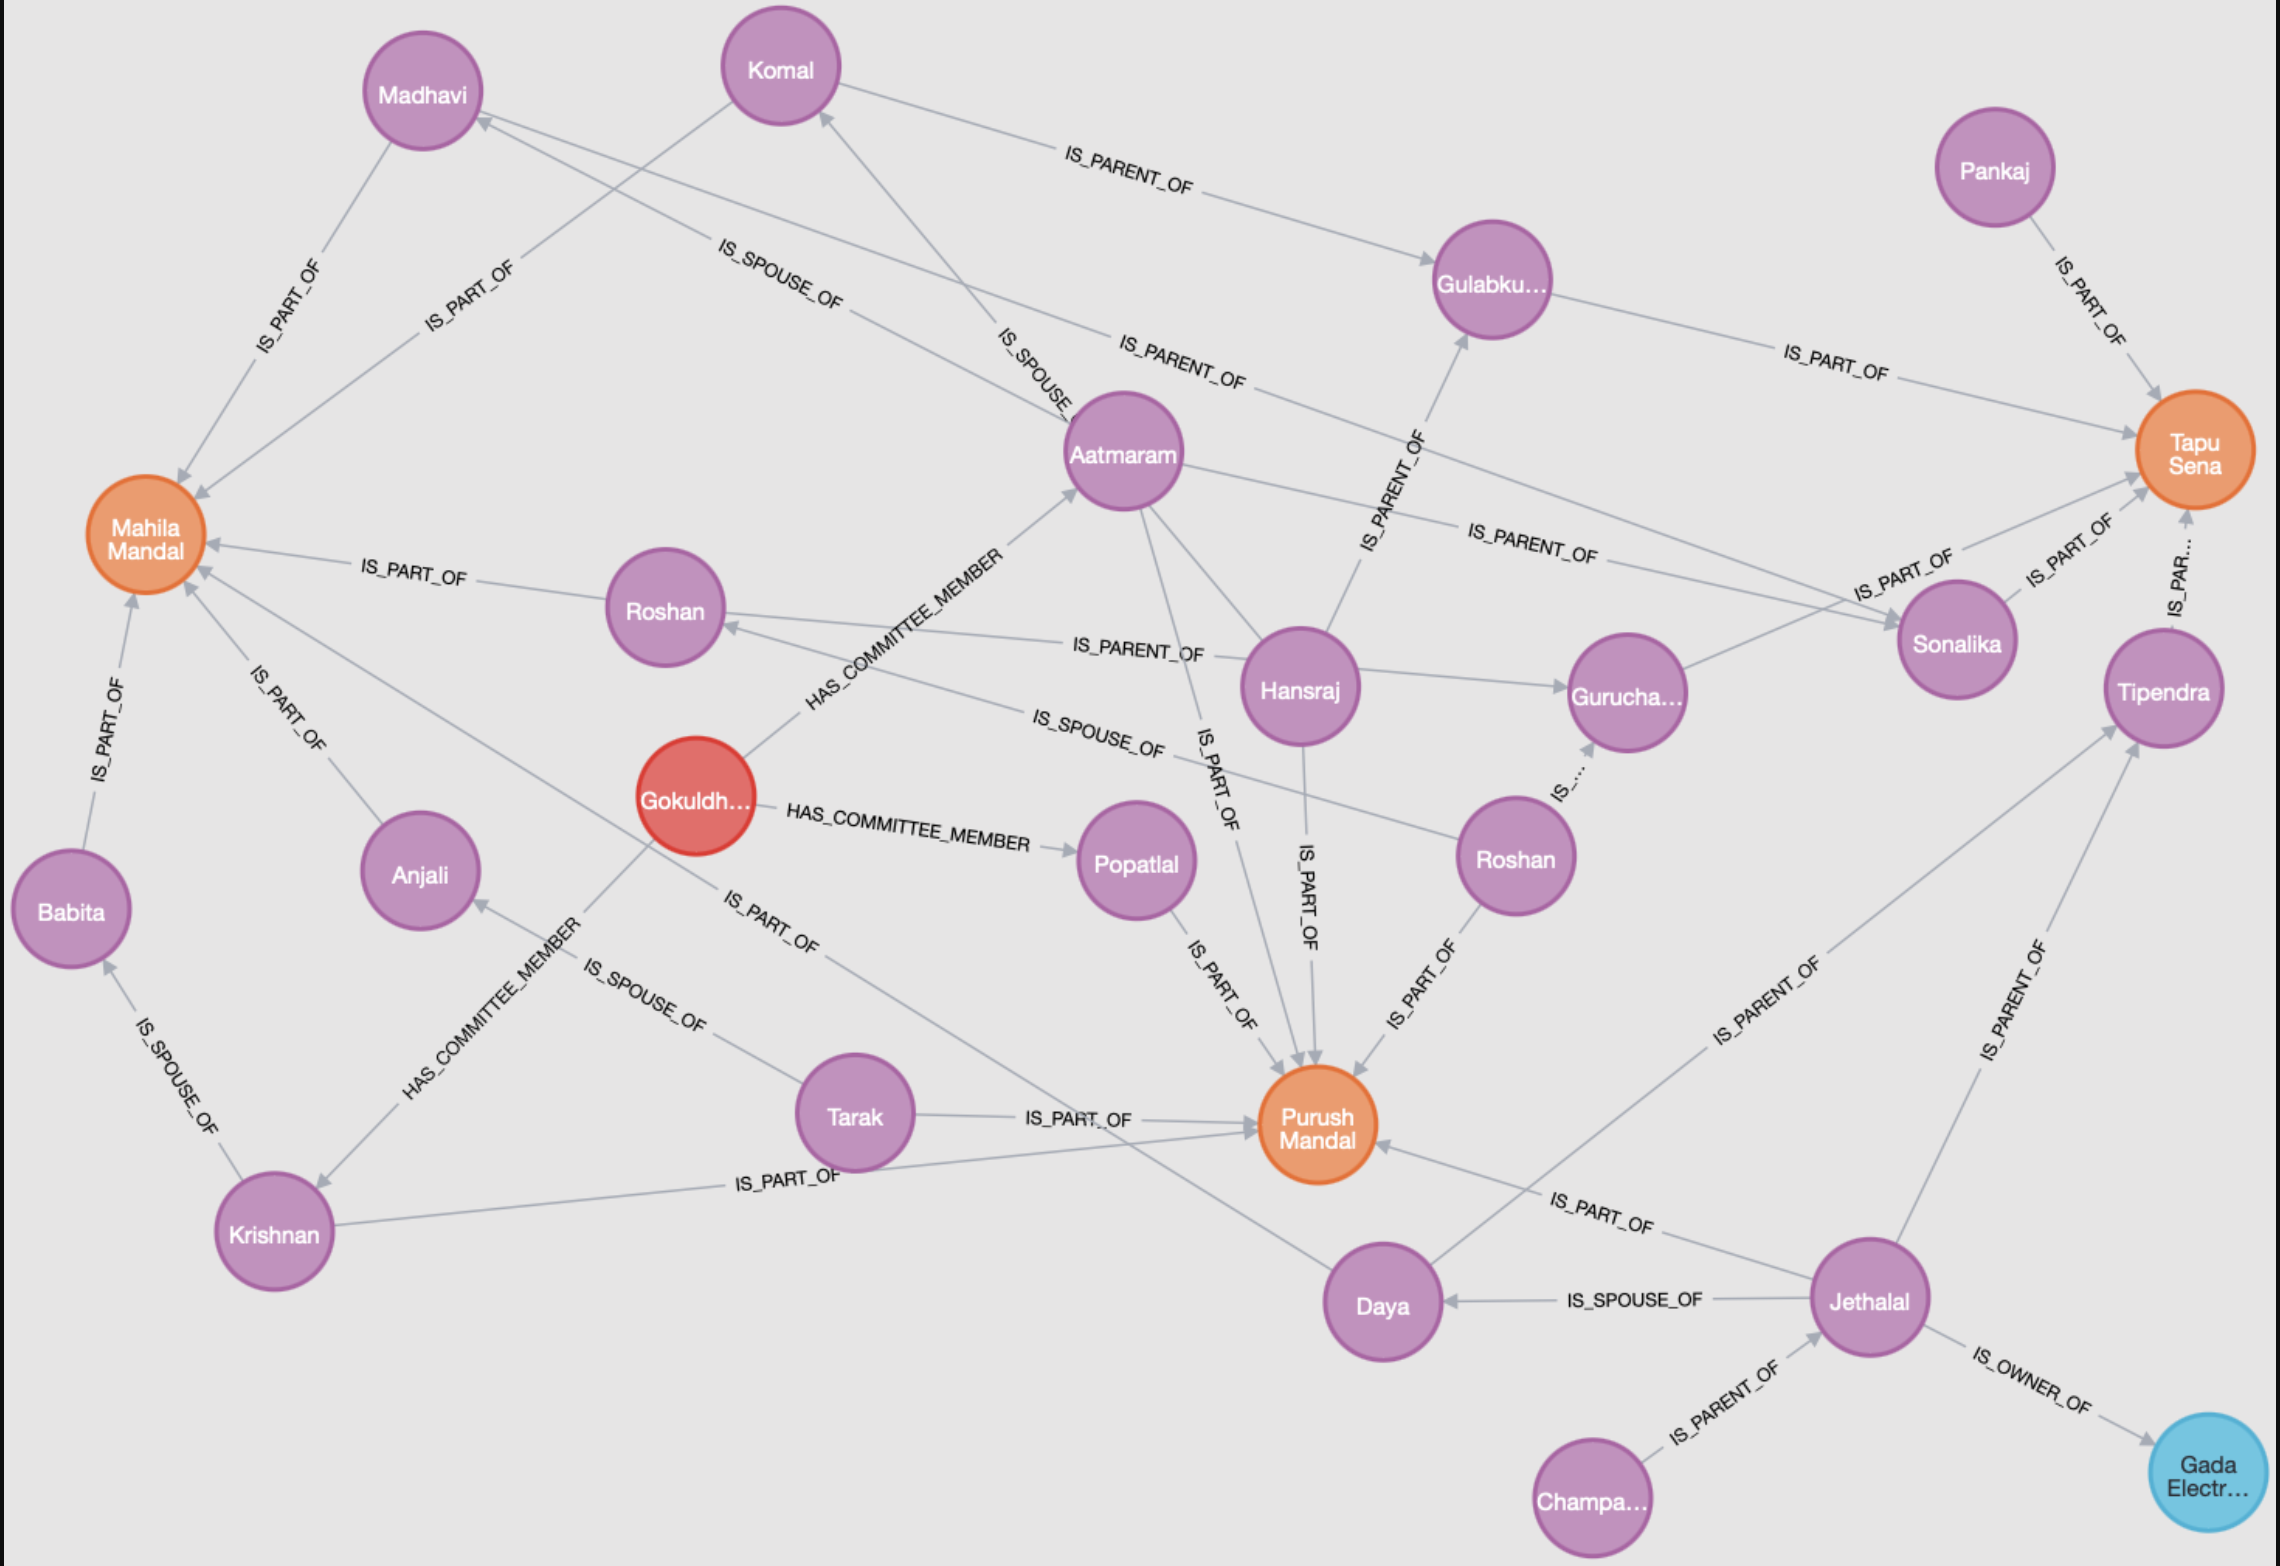 Komal
Madhavi
Pankaj
IS_PARENT_OF
Gulabku...
IS_PART_OF
IS_PART_OF
IS_PART_OF
IS_SPOUSE_OF
IS_SPOUSE_
IS_PARENT_OF
IS_PART_OF
Aatmaram
Tapu
Sena
IS_PARENT_OF
Mahila
Mandal
IS_PARENT_OF
IS_PART_OF
IS_PART_OF
IS_PAR...
IS_PART_OF
Roshan
HAS_COMMITTEE_MEMBER
IS_PARENT_OF
Sonalika
Hansraj
Gurucha...
Tipendra
IS_PART_OF
IS_PART_OF
IS_SPOUSE_OF
IS_PART_OF
IS_...
Gokuldh...
HAS_COMMITTEE_MEMBER
Popatlal
Roshan
Anjali
Babita
IS_PART_OF
IS_PART_OF
IS_PART_OF
IS_PART_OF
IS_PARENT_OF
IS_PARENT_OF
HAS_COMMITTEE_MEMBER
IS_SPOUSE_OF
IS_SPOUSE_OF
Tarak
IS_PART_OF
Purush
Mandal
IS_PART_OF
IS_PART_OF
Krishnan
Daya
IS_SPOUSE_OF
Jethalal
IS_PARENT_OF
IS_OWNER_OF
Champa...
Gada
Electr...